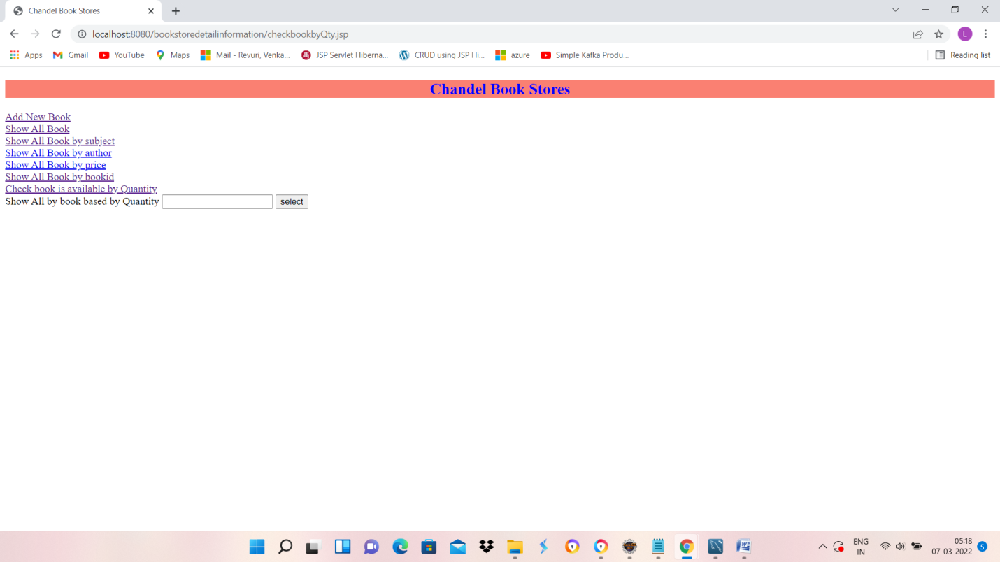 Chandel Book Stores
localhost:8080/bookstoredetailinformation/checkbookbyQty.jsp
L
Apps Gmail YouTube Maps Mail - Revuri, Venka... JSP Servlet Hiberna... CRUD using JSP Hi... azure Simple Kafka Produ... Reading list
Chandel Book Stores
Add New Book
Show All Book
Show All Book by subject
Show All Book by author
Show All Book by price
Show All Book by bookid
Check book is available by Quantity
Show All by book based by Quantity select
ENG 05:18
IN 07-03-2022 5